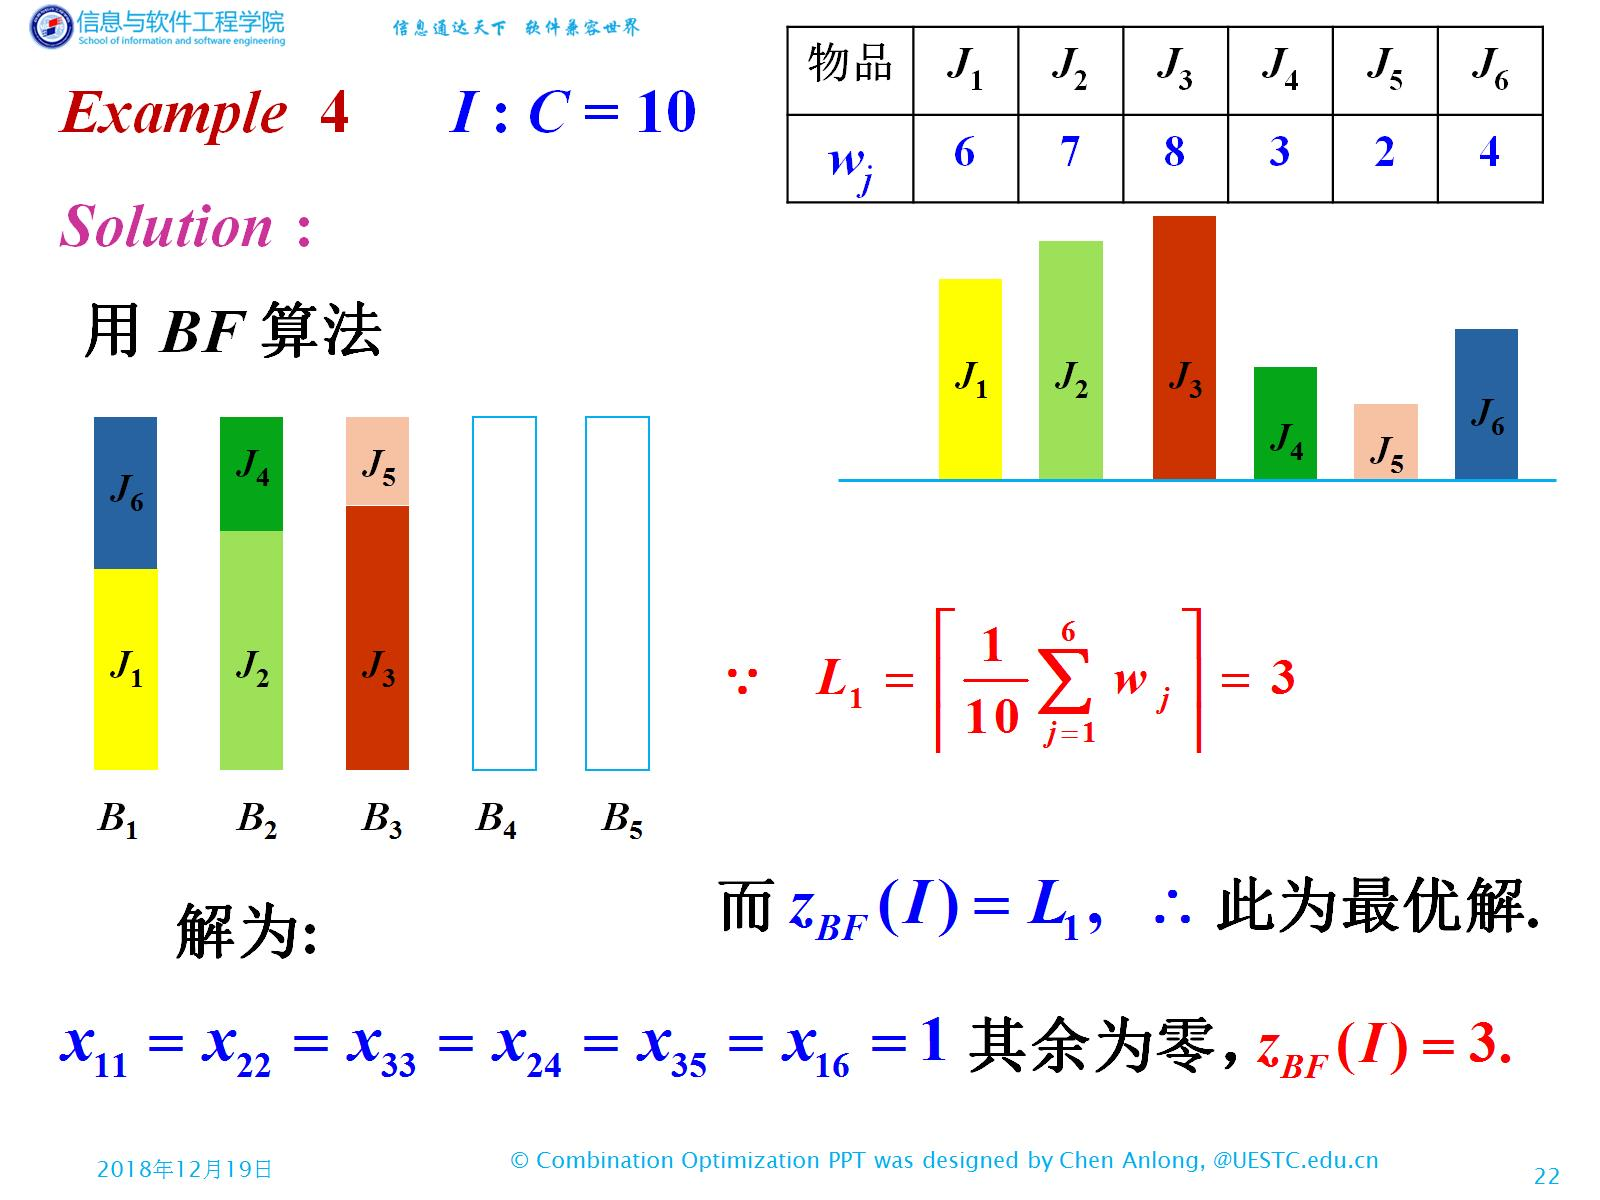 信息与软件工程学院
School of information and software engineering
信息通达天下 软件兼容世界
物品 J1 J2 J3 J4 J5 J6
wj 6 7 8 3 2 4
Example 4 I : C = 10
Solution :
用 BF 算法
J1 J2 J3 J4 J5 J6
J6 J4 J5
J1 J2 J3
B1 B2 B3 B4 B5
∵ L1 = ⌈ 1/10 ∑_{j=1}^{6} wj ⌉ = 3
而 zBF (I) = L1, ∴ 此为最优解.
解为:
x11 = x22 = x33 = x24 = x35 = x16 = 1 其余为零, zBF (I) = 3.
2018年12月19日
© Combination Optimization PPT was designed by Chen Anlong, @UESTC.edu.cn
22